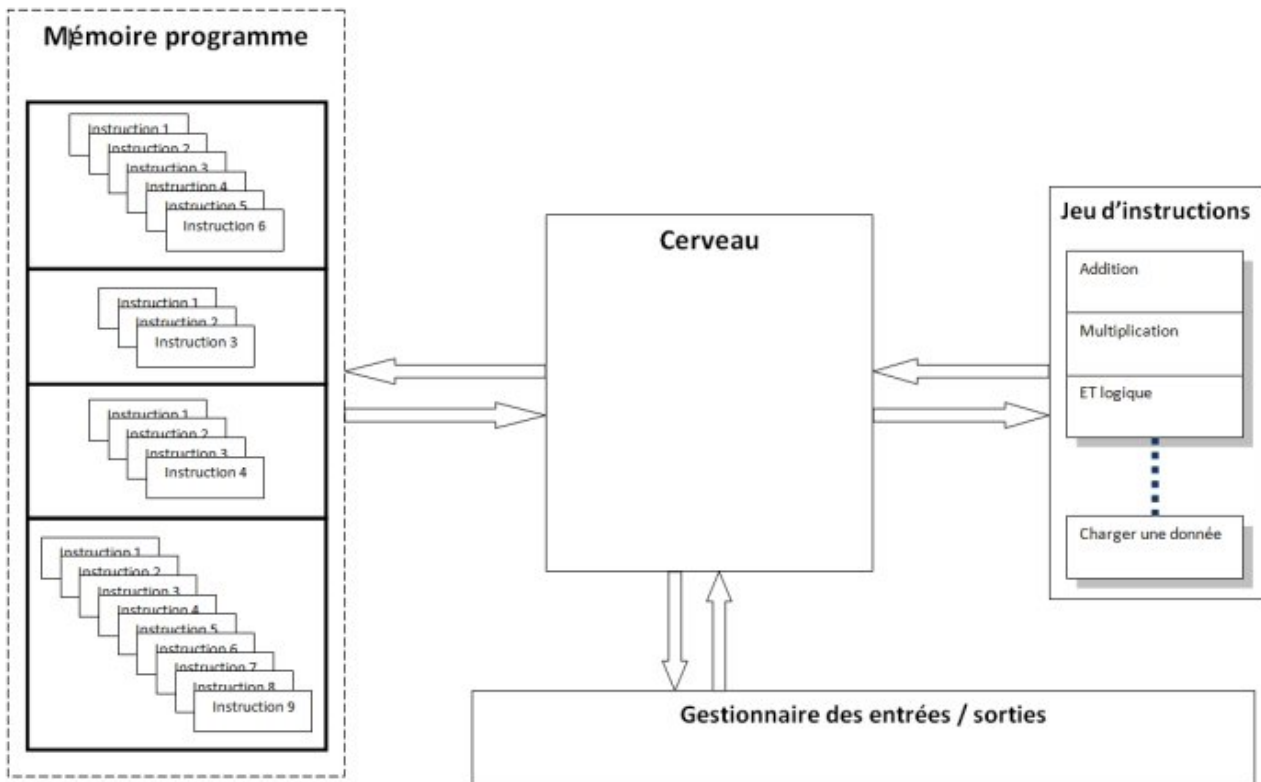 Mémoire programme
Instruction 1
Instruction 2
Instruction 3
Instruction 4
Instruction 5
Instruction 6
Instruction 1
Instruction 2
Instruction 3
Instruction 1
Instruction 2
Instruction 3
Instruction 4
Instruction 1
Instruction 2
Instruction 3
Instruction 4
Instruction 5
Instruction 6
Instruction 7
Instruction 8
Instruction 9
Cerveau
Jeu d'instructions
Addition
Multiplication
ET logique
Charger une donnée
Gestionnaire des entrées / sorties